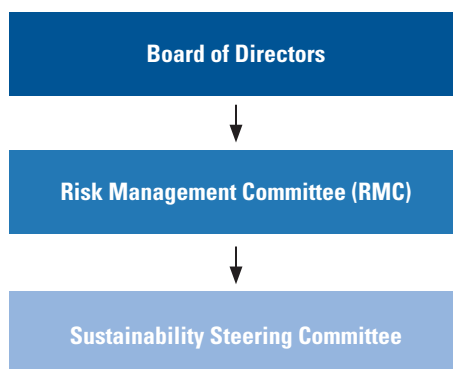 Board of Directors
Risk Management Committee (RMC)
Sustainability Steering Committee